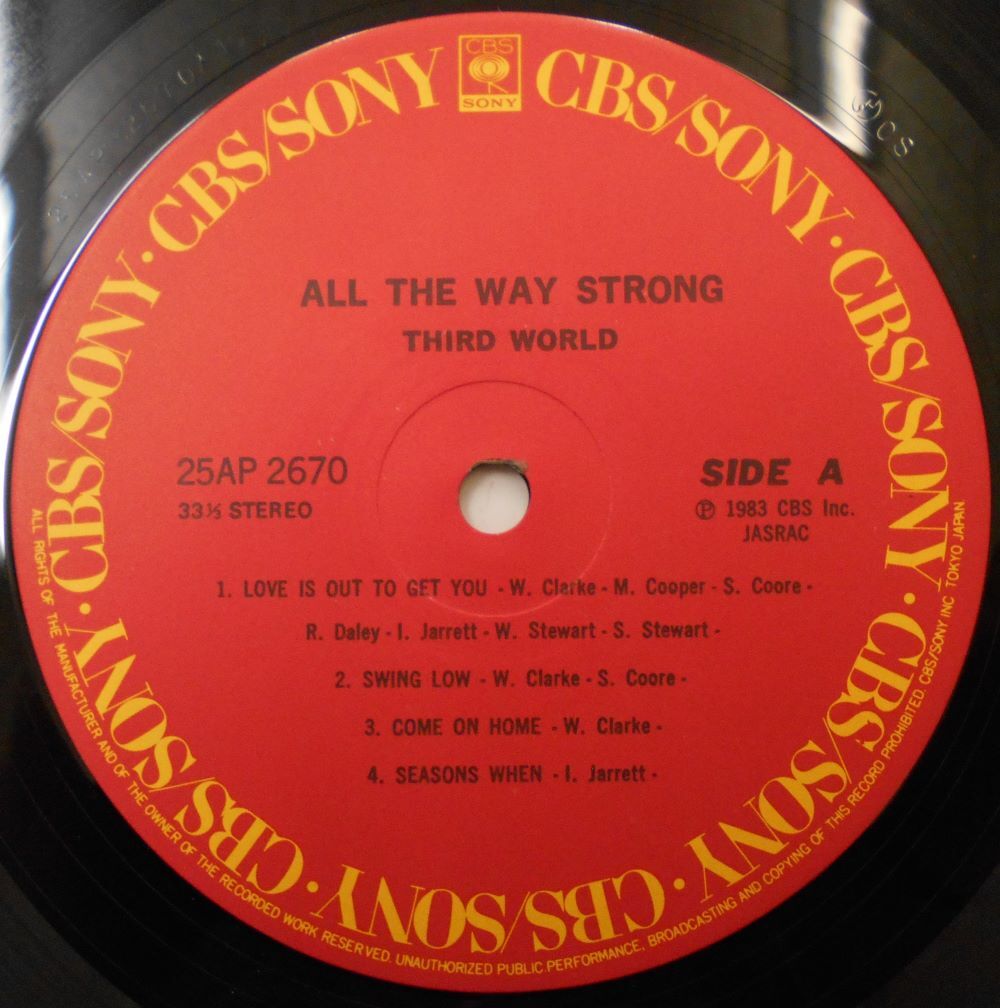 CBS
SONY
CBS/SONY · CBS/SONY · CBS/SONY · CBS/SONY · CBS/SONY · CBS/SONY · CBS/SONY · CBS/SONY
ALL THE WAY STRONG
THIRD WORLD
25AP 2670
33⅓ STEREO
SIDE A
Ⓟ 1983 CBS Inc.
JASRAC
1. LOVE IS OUT TO GET YOU - W. Clarke - M. Cooper - S. Coore -
R. Daley - I. Jarrett - W. Stewart - S. Stewart -
2. SWING LOW - W. Clarke - S. Coore -
3. COME ON HOME - W. Clarke -
4. SEASONS WHEN - I. Jarrett -
ALL RIGHTS OF THE MANUFACTURER AND OF THE OWNER OF THE RECORDED WORK RESERVED. UNAUTHORIZED PUBLIC PERFORMANCE, BROADCASTING AND COPYING OF THIS RECORD PROHIBITED. CBS/SONY INC TOKYO JAPAN